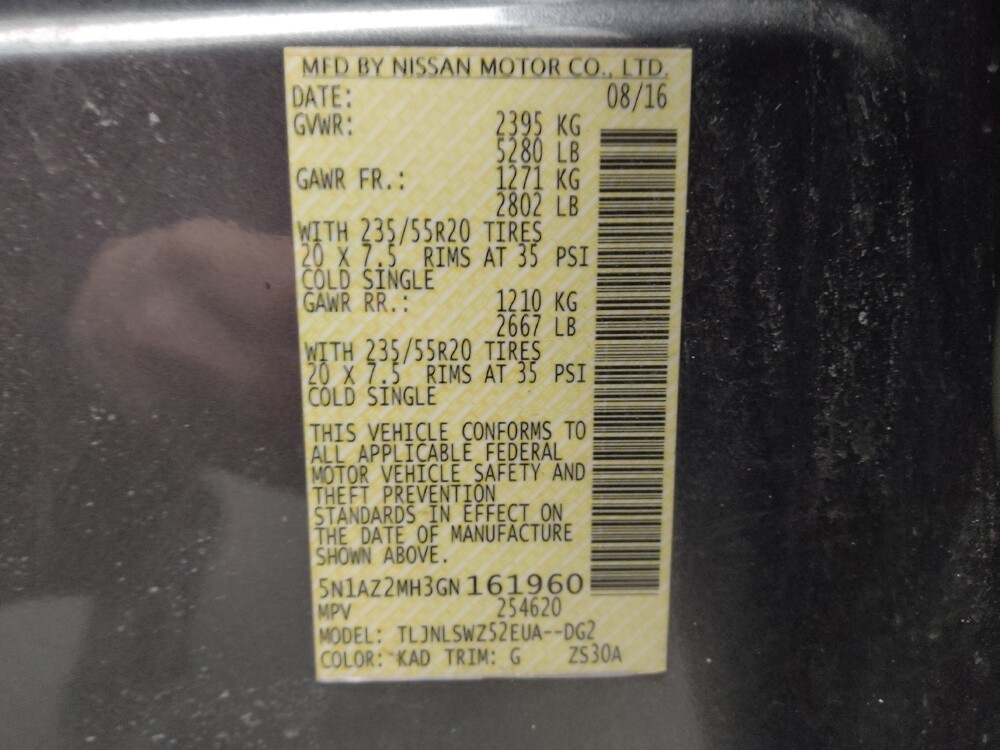 MFD BY NISSAN MOTOR CO., LTD.
DATE: 08/16
GVWR: 2395 KG
5280 LB
GAWR FR.: 1271 KG
2802 LB
WITH 235/55R20 TIRES
20 X 7.5 RIMS AT 35 PSI
COLD SINGLE
GAWR RR.: 1210 KG
2667 LB
WITH 235/55R20 TIRES
20 X 7.5 RIMS AT 35 PSI
COLD SINGLE
THIS VEHICLE CONFORMS TO
ALL APPLICABLE FEDERAL
MOTOR VEHICLE SAFETY AND
THEFT PREVENTION
STANDARDS IN EFFECT ON
THE DATE OF MANUFACTURE
SHOWN ABOVE.
5N1AZ2MH3GN161960
MPV 254620
MODEL: TLJNLSWZ52EUA--DG2
COLOR: KAD TRIM: G ZS30A